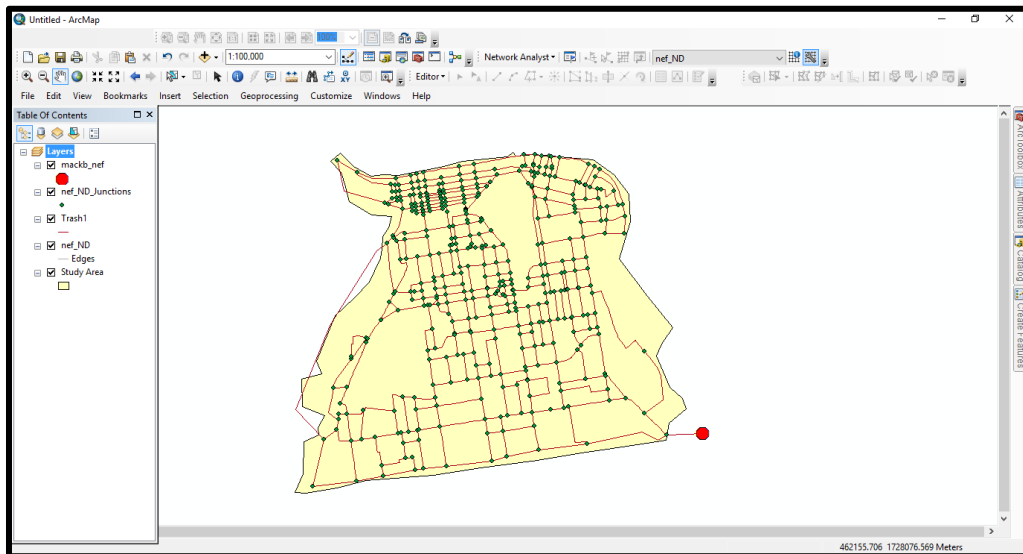 Untitled - ArcMap
100%
1:100,000
Network Analyst
nef_ND
Editor
File Edit View Bookmarks Insert Selection Geoprocessing Customize Windows Help
Table Of Contents
Layers
mackb_nef
nef_ND_Junctions
Trash1
nef_ND
Edges
Study Area
ArcToolbox
Attributes
Catalog
Create Features
462155.706 1728076.569 Meters